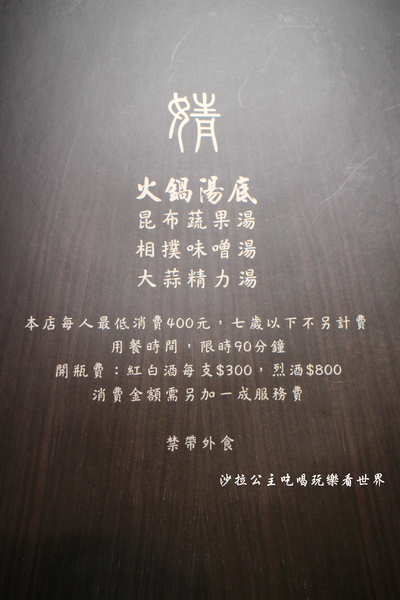 婧
火鍋湯底
昆布蔬果湯
相撲味噌湯
大蒜精力湯
本店每人最低消費400元，七歲以下不另計費
用餐時間，限時90分鐘
開瓶費：紅白酒每支$300，烈酒$800
消費金額需另加一成服務費
禁帶外食
沙拉公主吃喝玩樂看世界